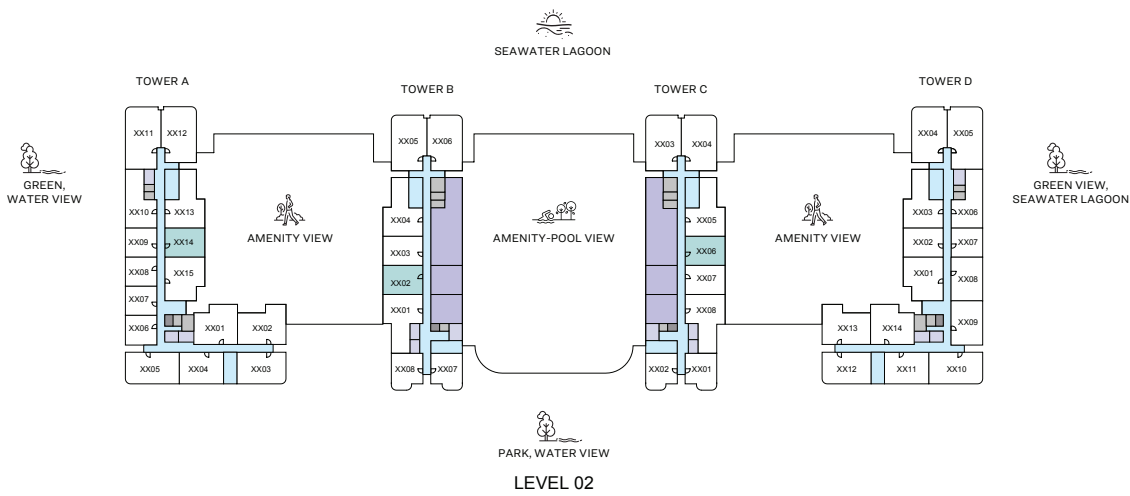 SEAWATER LAGOON
TOWER A
TOWER B
TOWER C
TOWER D
GREEN,
WATER VIEW
AMENITY VIEW
AMENITY-POOL VIEW
AMENITY VIEW
GREEN VIEW,
SEAWATER LAGOON
XX11
XX12
XX10
XX13
XX09
XX14
XX08
XX15
XX07
XX06
XX01
XX02
XX05
XX04
XX03
XX05
XX06
XX04
XX03
XX02
XX01
XX08
XX07
XX03
XX04
XX05
XX06
XX07
XX08
XX02
XX01
XX04
XX05
XX03
XX06
XX02
XX07
XX01
XX08
XX09
XX13
XX14
XX12
XX11
XX10
PARK, WATER VIEW
LEVEL 02